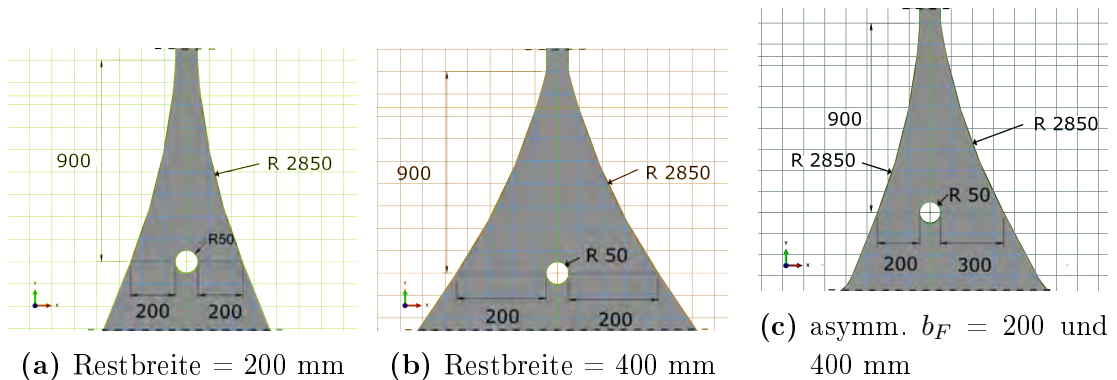 900
R 2850
R50
200
200
(a) Restbreite = 200 mm
900
R 2850
R 50
200
200
(b) Restbreite = 400 mm
900
R 2850
R 2850
R 50
200
300
(c) asymm. b_F = 200 und
400 mm